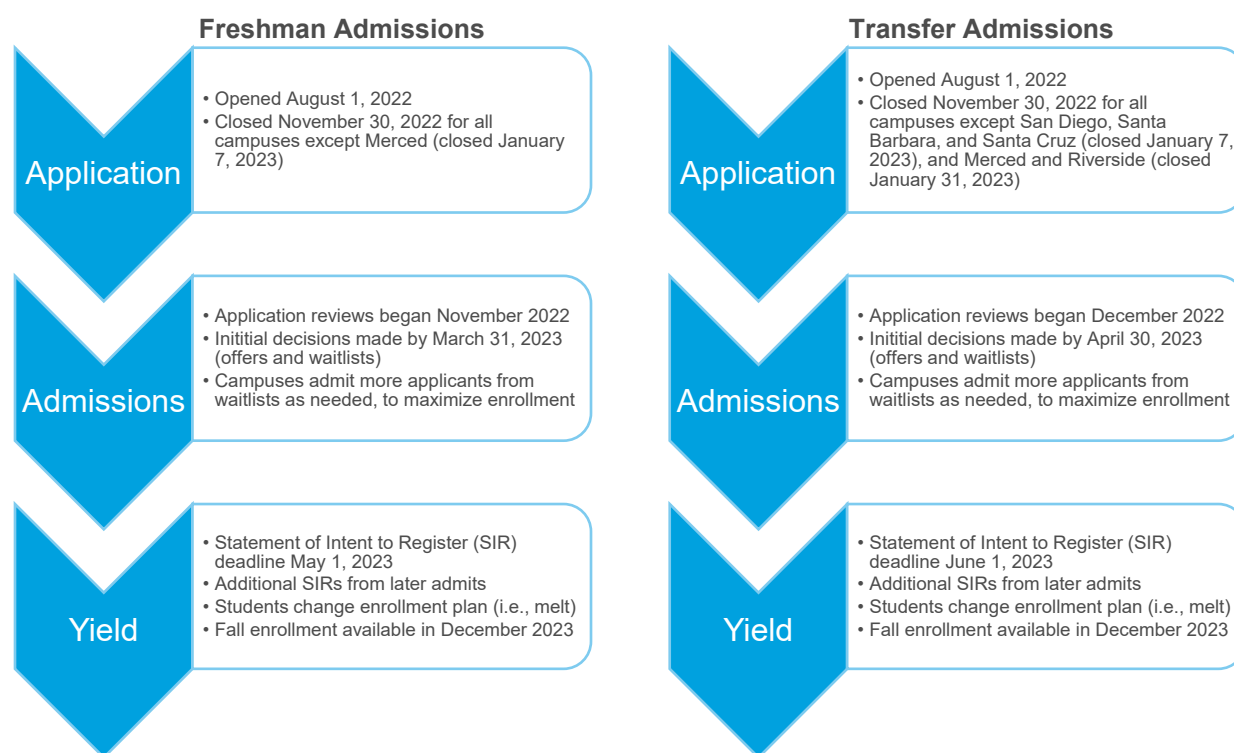 Freshman Admissions
Application
• Opened August 1, 2022
• Closed November 30, 2022 for all
campuses except Merced (closed January
7, 2023)
Admissions
• Application reviews began November 2022
• Inititial decisions made by March 31, 2023
(offers and waitlists)
• Campuses admit more applicants from
waitlists as needed, to maximize enrollment
Yield
• Statement of Intent to Register (SIR)
deadline May 1, 2023
• Additional SIRs from later admits
• Students change enrollment plan (i.e., melt)
• Fall enrollment available in December 2023
Transfer Admissions
Application
• Opened August 1, 2022
• Closed November 30, 2022 for all
campuses except San Diego, Santa
Barbara, and Santa Cruz (closed January 7,
2023), and Merced and Riverside (closed
January 31, 2023)
Admissions
• Application reviews began December 2022
• Inititial decisions made by April 30, 2023
(offers and waitlists)
• Campuses admit more applicants from
waitlists as needed, to maximize enrollment
Yield
• Statement of Intent to Register (SIR)
deadline June 1, 2023
• Additional SIRs from later admits
• Students change enrollment plan (i.e., melt)
• Fall enrollment available in December 2023